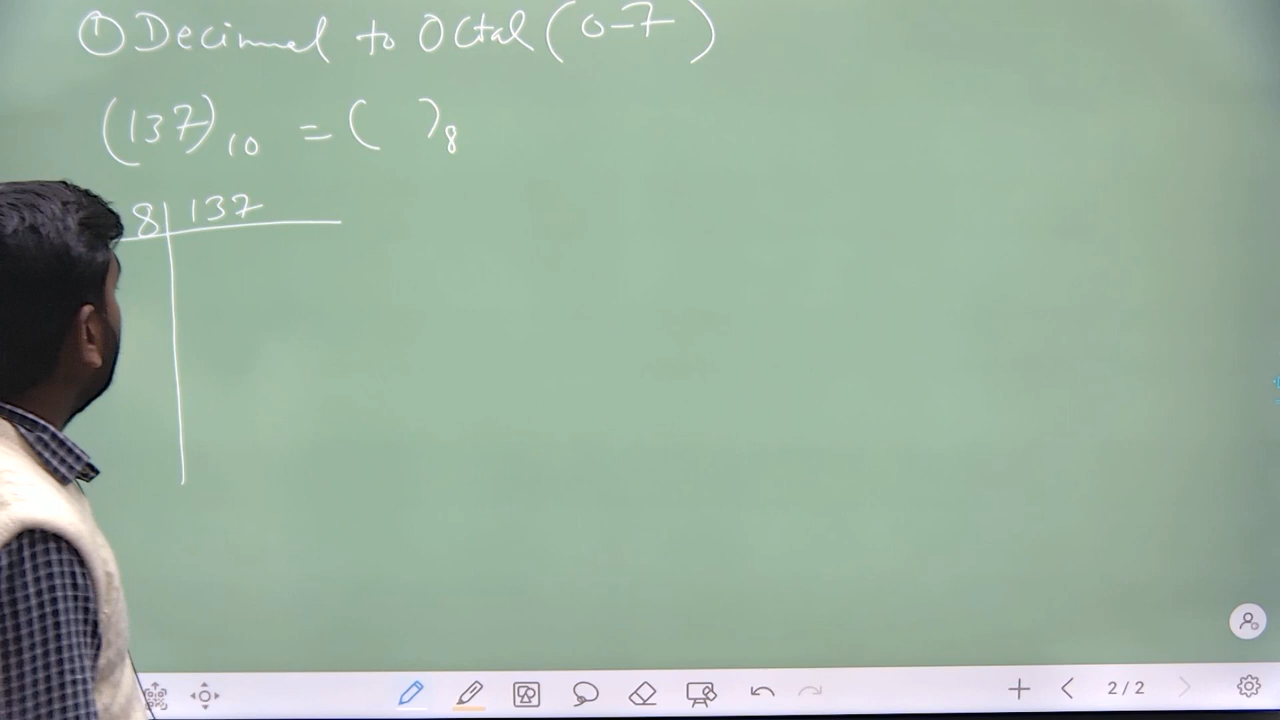 ① Decimal to Octal (0-7)
(137)10 = ( )8
8 | 137
2/2